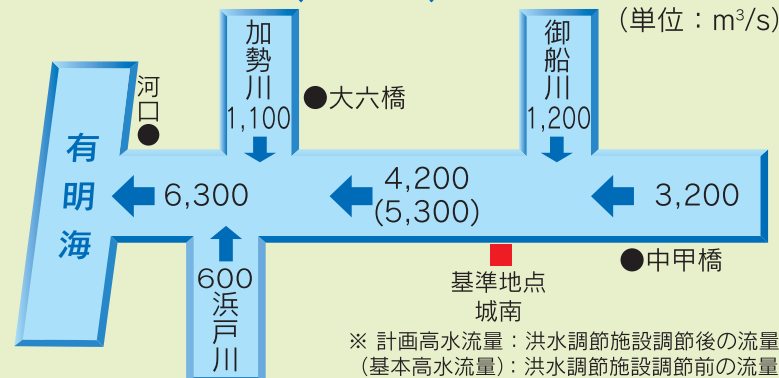 （単位：m³/s）
加勢川
1,100
●大六橋
御船川
1,200
河口
●
有明海
6,300
4,200
(5,300)
3,200
600
浜戸川
基準地点
城南
●中甲橋
※ 計画高水流量：洪水調節施設調節後の流量
（基本高水流量）：洪水調節施設調節前の流量